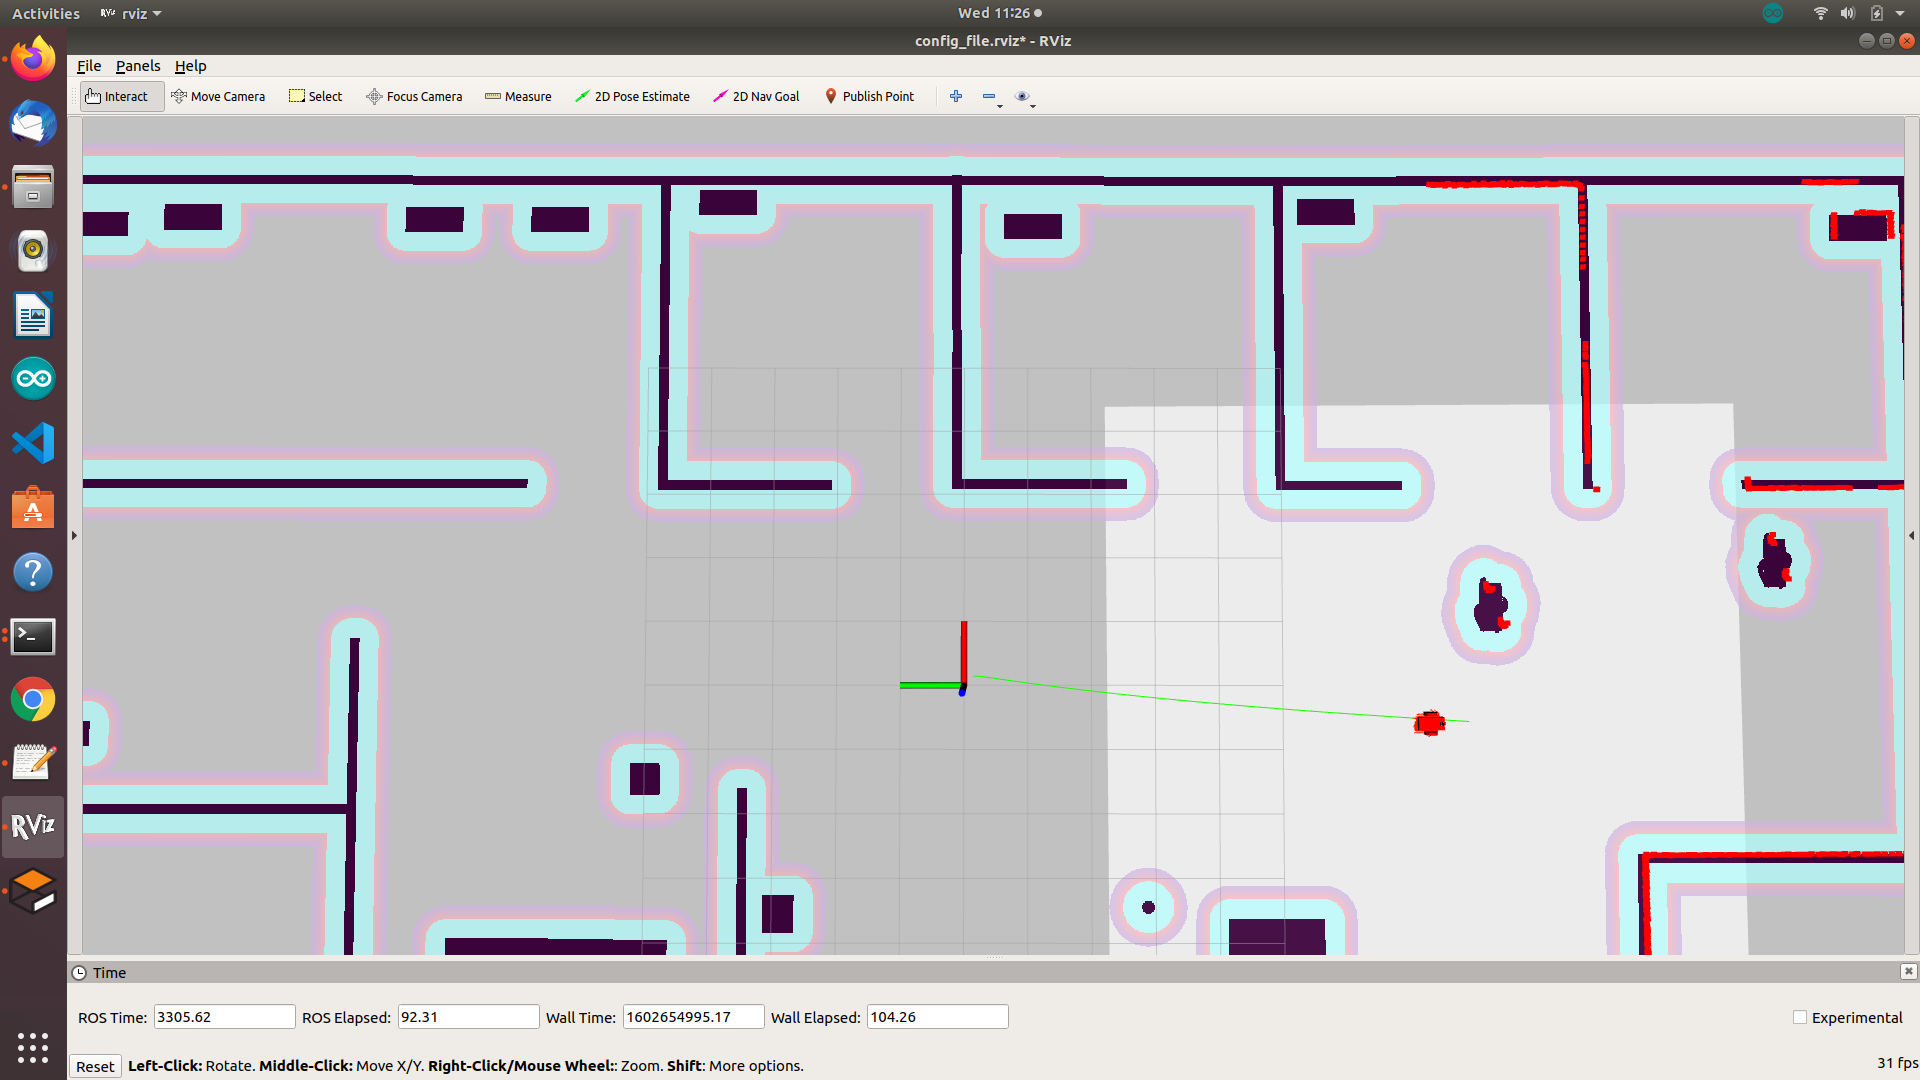 Activities RViz rviz Wed 11:26
config_file.rviz* - RViz
File Panels Help
Interact Move Camera Select Focus Camera Measure 2D Pose Estimate 2D Nav Goal Publish Point
RViz
Time
ROS Time: 3305.62 ROS Elapsed: 92.31 Wall Time: 1602654995.17 Wall Elapsed: 104.26 Experimental
Reset Left-Click: Rotate. Middle-Click: Move X/Y. Right-Click/Mouse Wheel:: Zoom. Shift: More options. 31 fps